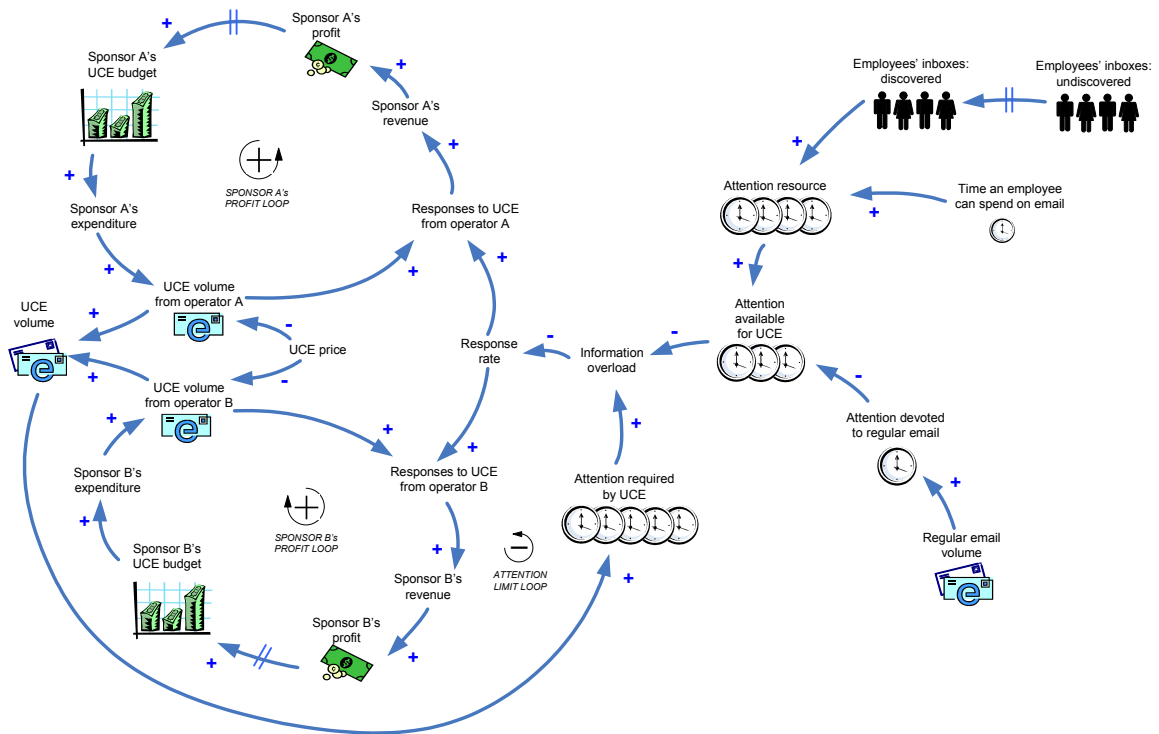 Sponsor A's
profit
+
Sponsor A's
UCE budget
+
Sponsor A's
revenue
+
Employees' inboxes:
discovered
Employees' inboxes:
undiscovered
+
+
SPONSOR A's
PROFIT LOOP
+
+
Attention resource
Time an employee
can spend on email
+
Sponsor A's
expenditure
Responses to UCE
from operator A
+
+
+
+
UCE volume
from operator A
UCE
volume
+
-
UCE price
-
Response
rate
-
Information
overload
-
Attention
available
for UCE
-
+
UCE volume
from operator B
+
+
+
+
Attention devoted
to regular email
Sponsor B's
expenditure
Responses to UCE
from operator B
Attention required
by UCE
+
+
+
SPONSOR B's
PROFIT LOOP
Sponsor B's
UCE budget
+
-
ATTENTION
LIMIT LOOP
Regular email
volume
Sponsor B's
revenue
+
Sponsor B's
profit
+
+